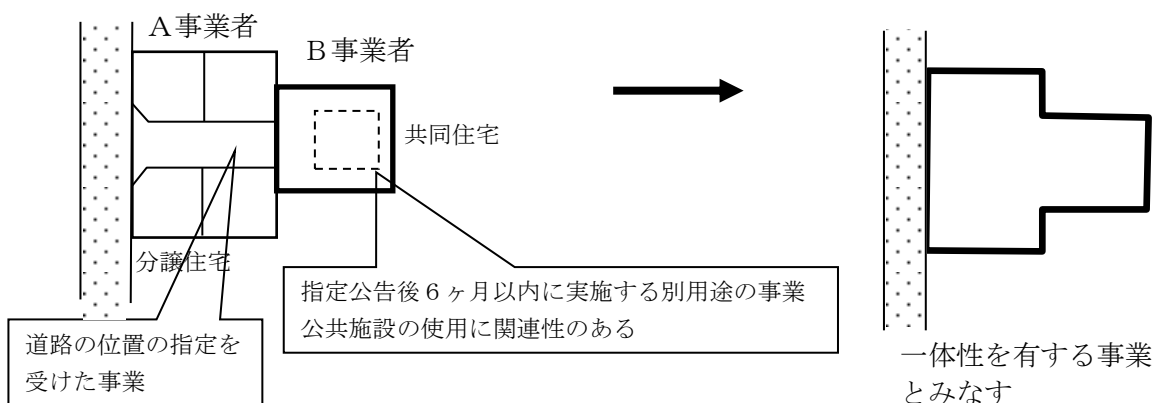 A事業者
B事業者
共同住宅
分譲住宅
指定公告後6ヶ月以内に実施する別用途の事業
公共施設の使用に関連性のある
道路の位置の指定を
受けた事業
一体性を有する事業
とみなす